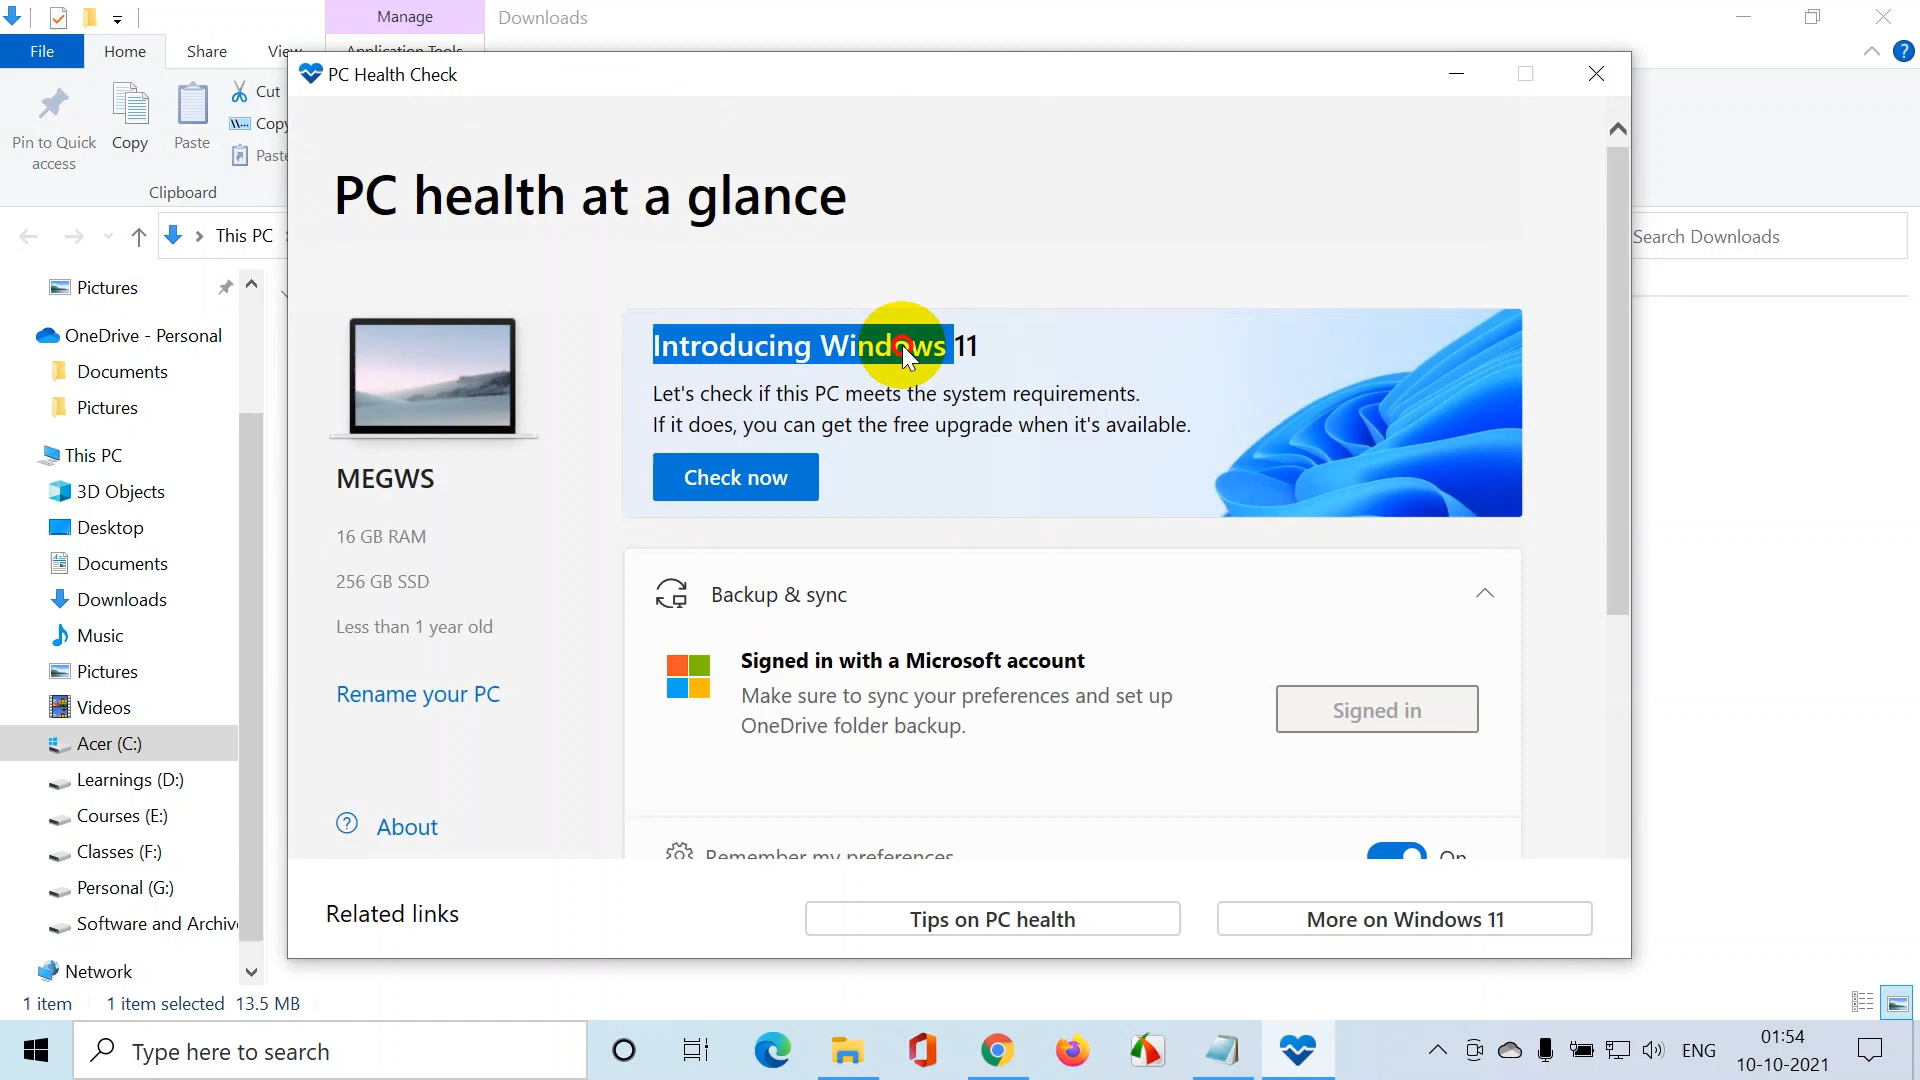 Manage
Downloads
File
Home
Share
View
Application Tools
PC Health Check
Pin to Quick access
Copy
Paste
Cut
Copy
Paste
Clipboard
This PC
Search Downloads
Pictures
OneDrive - Personal
Documents
Pictures
This PC
3D Objects
Desktop
Documents
Downloads
Music
Pictures
Videos
Acer (C:)
Learnings (D:)
Courses (E:)
Classes (F:)
Personal (G:)
Software and Archiv
Network
1 item
1 item selected 13.5 MB
PC health at a glance
MEGWS
16 GB RAM
256 GB SSD
Less than 1 year old
Rename your PC
About
Introducing Windows 11
Let's check if this PC meets the system requirements.
If it does, you can get the free upgrade when it's available.
Check now
Backup & sync
Signed in with a Microsoft account
Make sure to sync your preferences and set up
OneDrive folder backup.
Signed in
Remember my preferences
On
Related links
Tips on PC health
More on Windows 11
Type here to search
ENG
01:54
10-10-2021